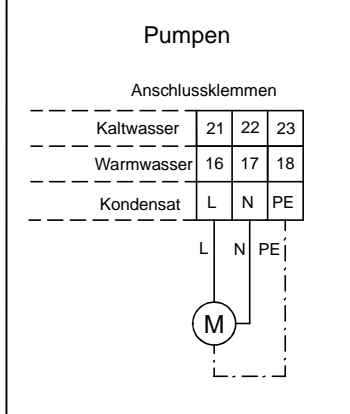 Pumpen
Anschlussklemmen
Kaltwasser 21 22 23
Warmwasser 16 17 18
Kondensat L N PE
L N PE
M